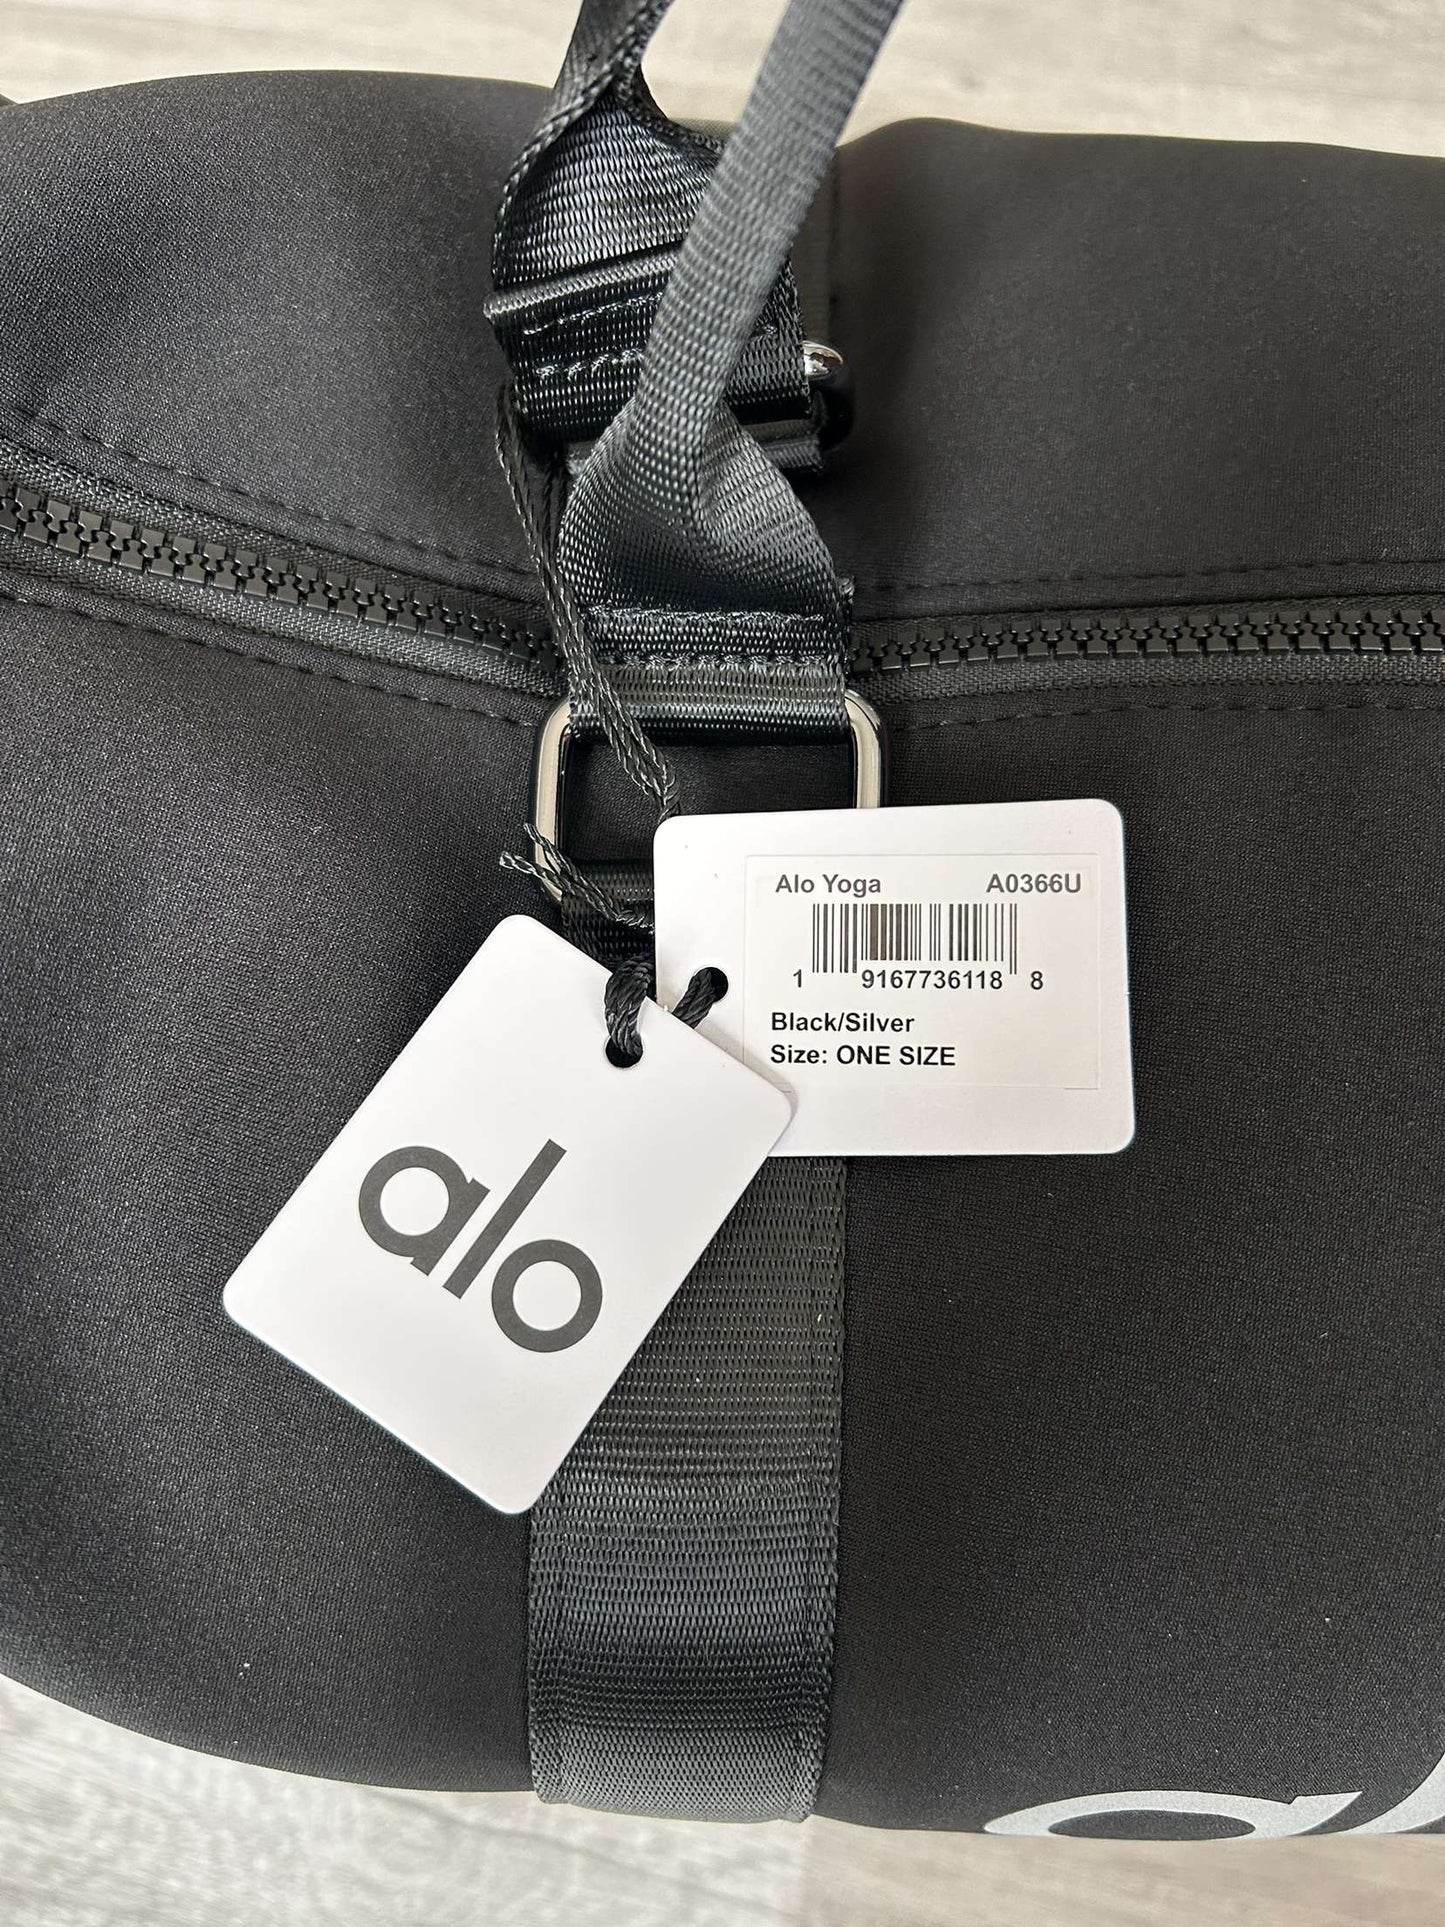 Alo Yoga A0366U
1 9167736118 8
Black/Silver
Size: ONE SIZE
alo